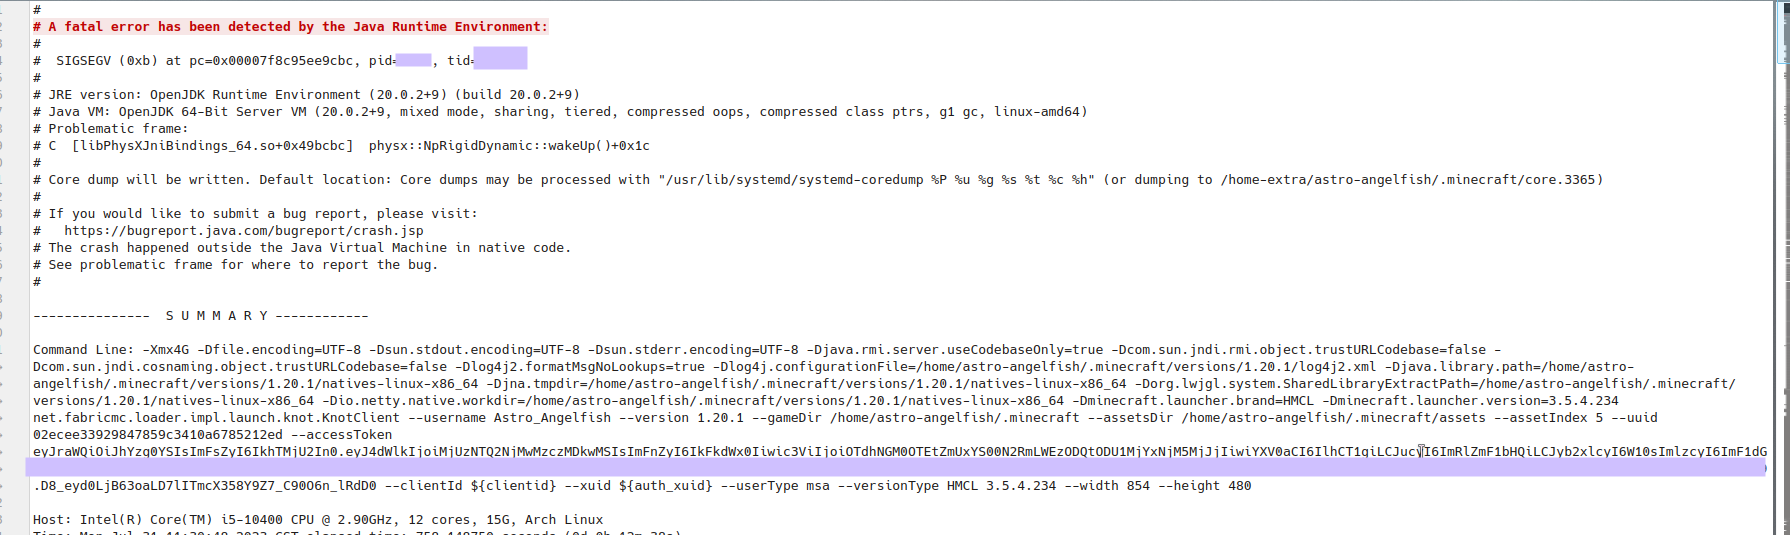 #
# A fatal error has been detected by the Java Runtime Environment:
#
#  SIGSEGV (0xb) at pc=0x00007f8c95ee9cbc, pid= , tid=
#
# JRE version: OpenJDK Runtime Environment (20.0.2+9) (build 20.0.2+9)
# Java VM: OpenJDK 64-Bit Server VM (20.0.2+9, mixed mode, sharing, tiered, compressed oops, compressed class ptrs, g1 gc, linux-amd64)
# Problematic frame:
# C  [libPhysXJniBindings_64.so+0x49bcbc]  physx::NpRigidDynamic::wakeUp()+0x1c
#
# Core dump will be written. Default location: Core dumps may be processed with "/usr/lib/systemd/systemd-coredump %P %u %g %s %t %c %h" (or dumping to /home-extra/astro-angelfish/.minecraft/core.3365)
#
# If you would like to submit a bug report, please visit:
#   https://bugreport.java.com/bugreport/crash.jsp
# The crash happened outside the Java Virtual Machine in native code.
# See problematic frame for where to report the bug.
#
---------------  S U M M A R Y ------------
Command Line: -Xmx4G -Dfile.encoding=UTF-8 -Dsun.stdout.encoding=UTF-8 -Dsun.stderr.encoding=UTF-8 -Djava.rmi.server.useCodebaseOnly=true -Dcom.sun.jndi.rmi.object.trustURLCodebase=false -
Dcom.sun.jndi.cosnaming.object.trustURLCodebase=false -Dlog4j2.formatMsgNoLookups=true -Dlog4j.configurationFile=/home/astro-angelfish/.minecraft/versions/1.20.1/log4j2.xml -Djava.library.path=/home/astro-
angelfish/.minecraft/versions/1.20.1/natives-linux-x86_64 -Djna.tmpdir=/home/astro-angelfish/.minecraft/versions/1.20.1/natives-linux-x86_64 -Dorg.lwjgl.system.SharedLibraryExtractPath=/home/astro-angelfish/.minecraft/
versions/1.20.1/natives-linux-x86_64 -Dio.netty.native.workdir=/home/astro-angelfish/.minecraft/versions/1.20.1/natives-linux-x86_64 -Dminecraft.launcher.brand=HMCL -Dminecraft.launcher.version=3.5.4.234
net.fabricmc.loader.impl.launch.knot.KnotClient --username Astro_Angelfish --version 1.20.1 --gameDir /home/astro-angelfish/.minecraft --assetsDir /home/astro-angelfish/.minecraft/assets --assetIndex 5 --uuid
02ecee33929847859c3410a6785212ed --accessToken
--clientId ${clientid} --xuid ${auth_xuid} --userType msa --versionType HMCL 3.5.4.234 --width 854 --height 480
Host: Intel(R) Core(TM) i5-10400 CPU @ 2.90GHz, 12 cores, 15G, Arch Linux